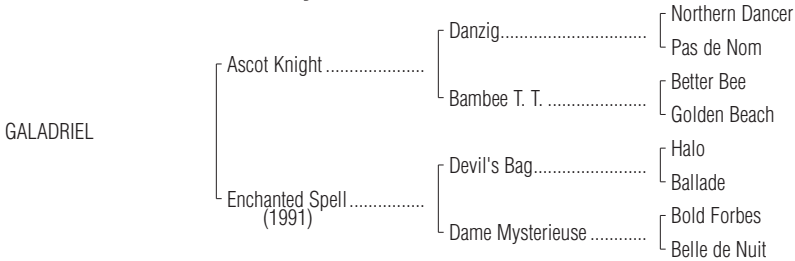 Northern Dancer
Danzig..............................
Pas de Nom
Ascot Knight .....................
Better Bee
Bambee T. T. .....................
Golden Beach
GALADRIEL
Halo
Devil's Bag........................
Ballade
Enchanted Spell................
(1991)
Bold Forbes
Dame Mysterieuse ............
Belle de Nuit